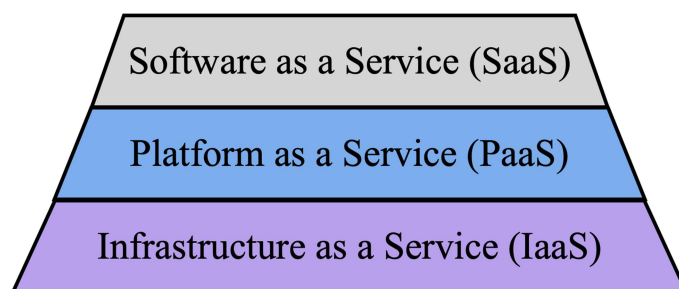 Software as a Service (SaaS)
Platform as a Service (PaaS)
Infrastructure as a Service (IaaS)